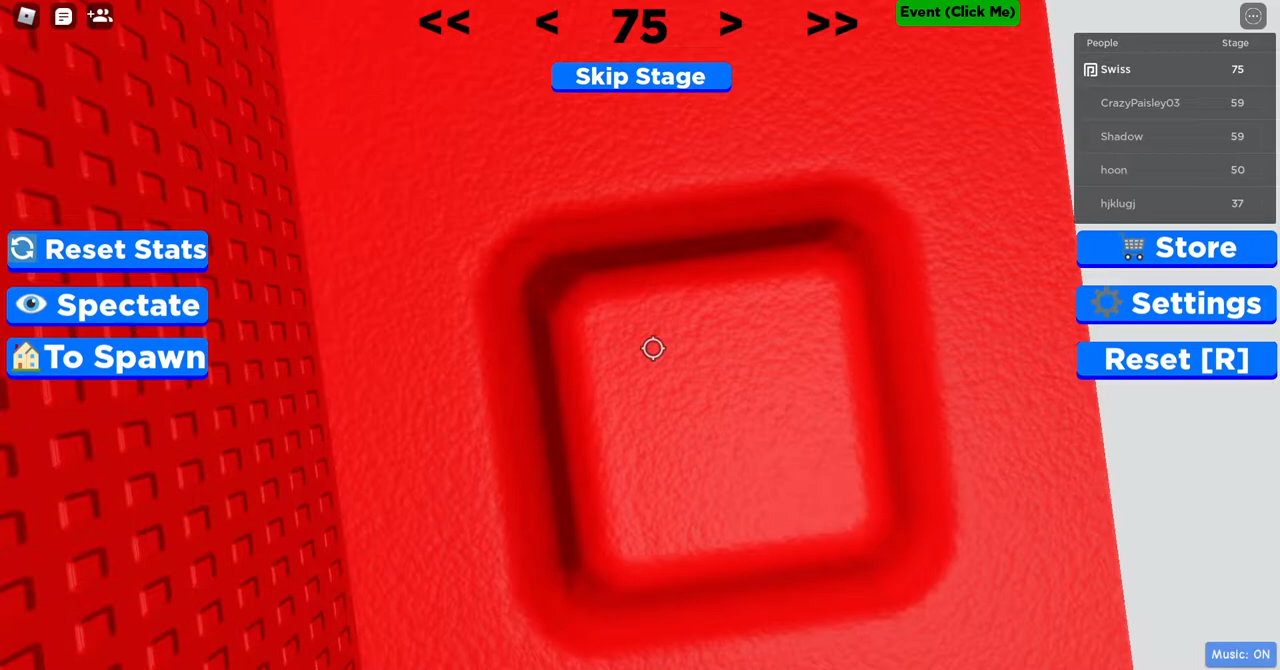 << < 75 > >>
Event (Click Me)
Skip Stage
People Stage
Swiss 75
CrazyPaisley03 59
Shadow 59
hoon 50
hjklugj 37
Reset Stats
Spectate
To Spawn
Store
Settings
Reset [R]
Music: ON